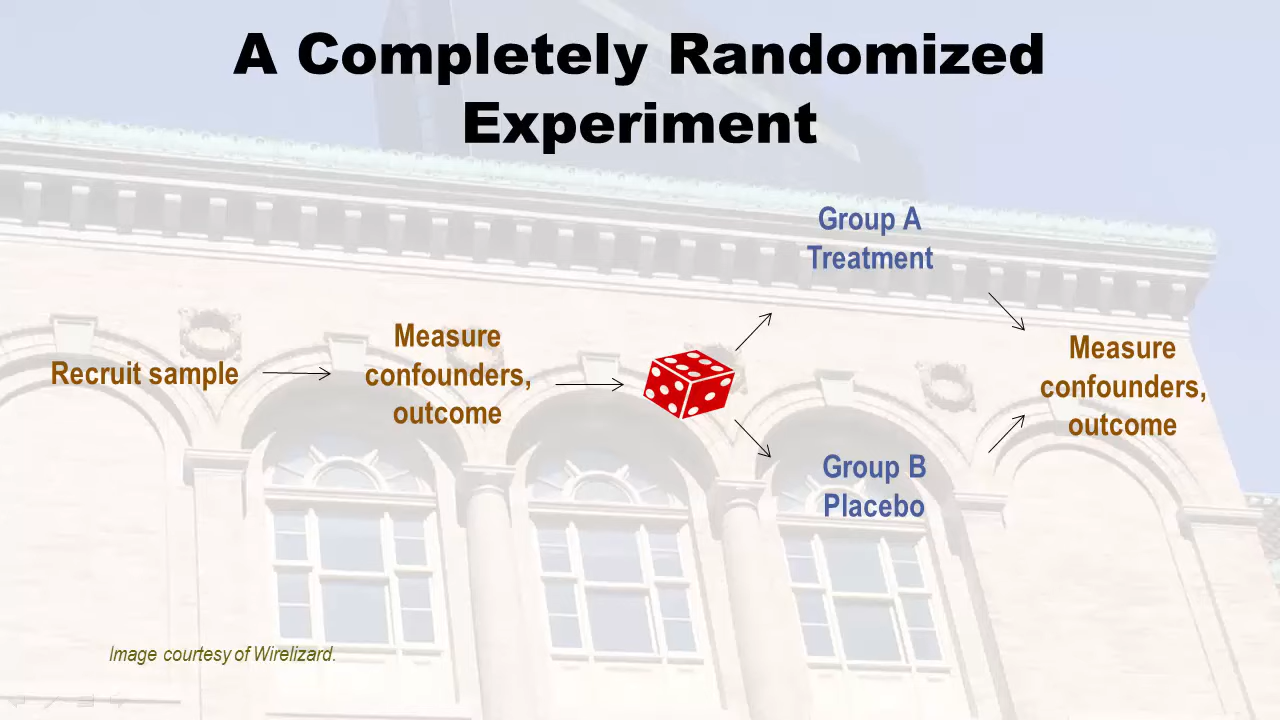 A Completely Randomized
Experiment
Group A
Treatment
Recruit sample
Measure
confounders,
outcome
Measure
confounders,
outcome
Group B
Placebo
Image courtesy of Wirelizard.